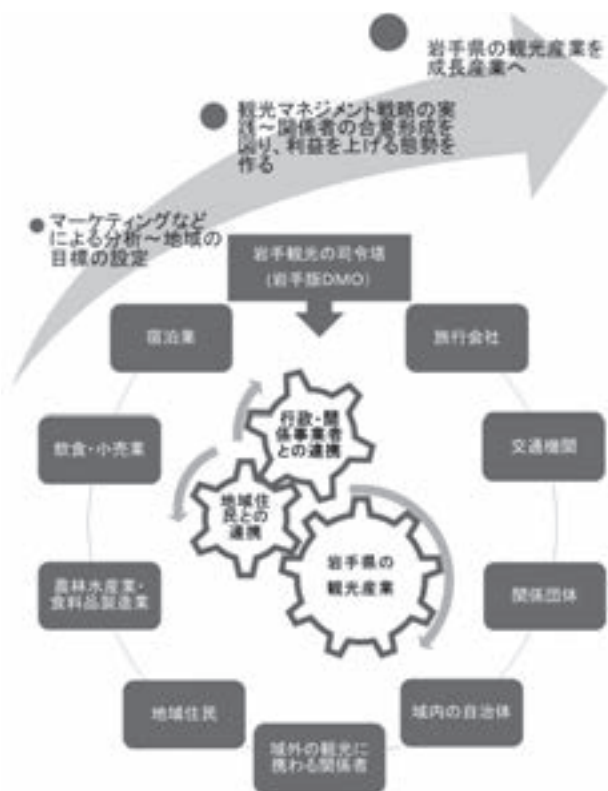 岩手県の観光産業を
成長産業へ
観光マネジメント戦略の実
践～関係者の合意形成を
図り、利益を上げる態勢を
作る
マーケティングなど
による分析～地域の
目標の設定
岩手観光の司令塔
(岩手版DMO)
宿泊業
旅行会社
飲食・小売業
交通機関
行政・関
係事業者
との連携
地域住
民との
連携
岩手県の
観光産業
農林水産業・
食料品製造業
関係団体
地域住民
域内の自治体
域外の観光に
携わる関係者